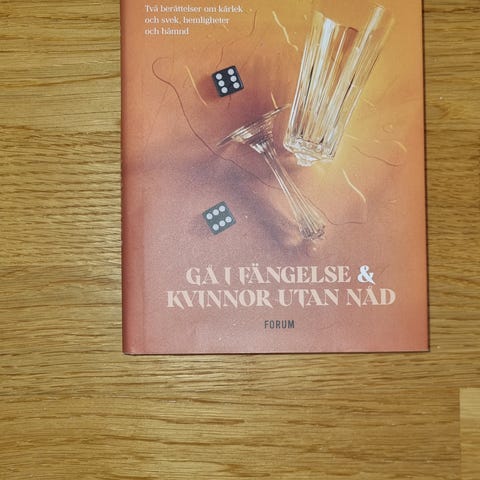 Två berättelser om kärlek
och svek, hemligheter
och hämnd
GÅ I FÄNGELSE &
KVINNOR UTAN NÅD
FORUM